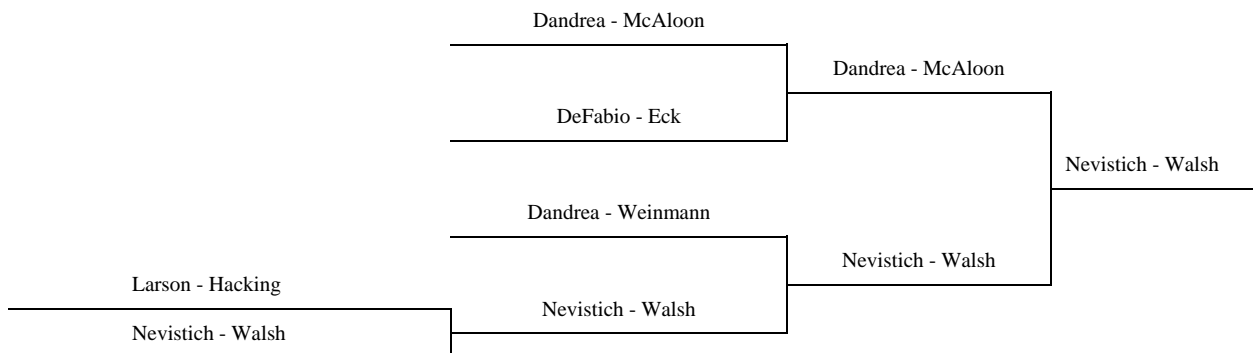 Dandrea - McAloon
Dandrea - McAloon
DeFabio - Eck
Nevistich - Walsh
Dandrea - Weinmann
Nevistich - Walsh
Larson - Hacking
Nevistich - Walsh
Nevistich - Walsh